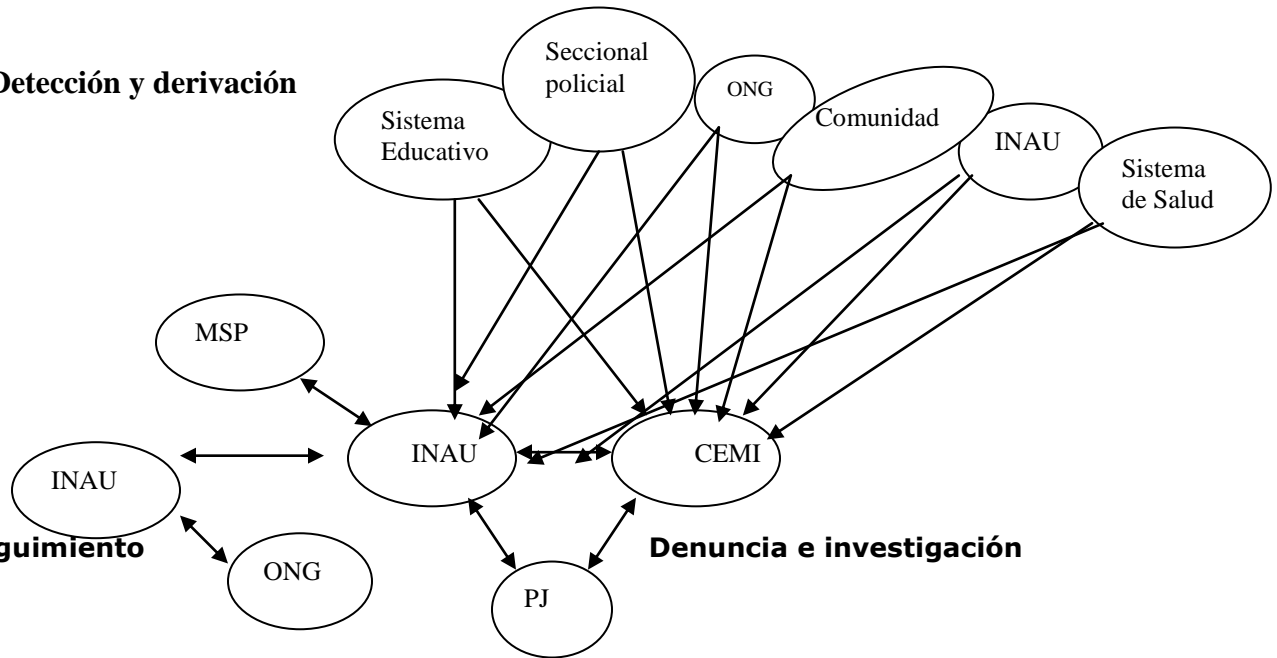 Detección y derivación
Seccional
policial
ONG
Sistema
Educativo
Comunidad
INAU
Sistema
de Salud
MSP
INAU
CEMI
INAU
guimiento
Denuncia e investigación
ONG
PJ